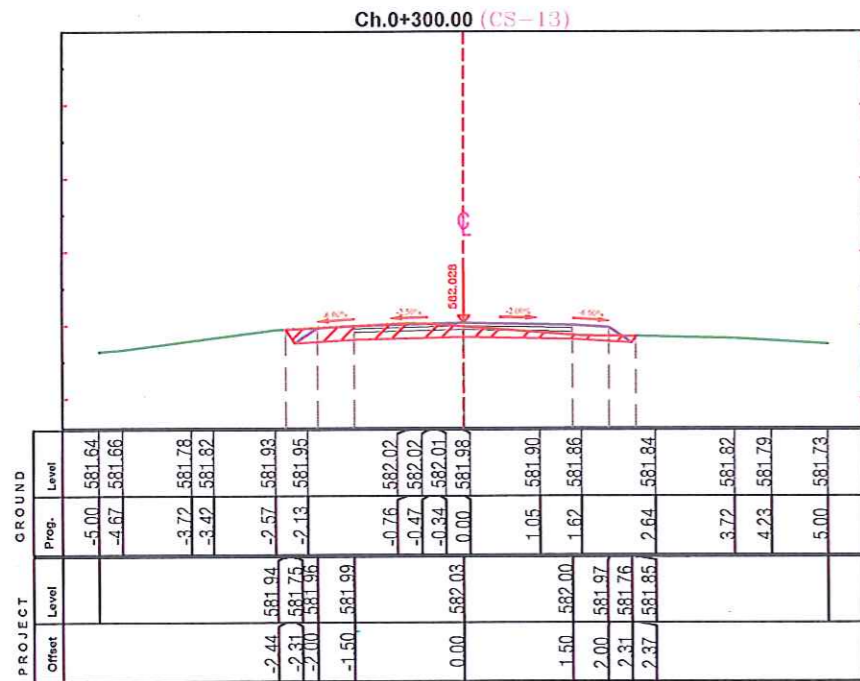 Ch.0+300.00 (CS-13)
CL
582.028
-2.50% -2.00%
GROUND
Level 581.64 581.66 581.78 581.82 581.93 581.95 582.02 582.02 582.01 581.98 581.90 581.86 581.84 581.82 581.79 581.73
Prog. -5.00 -4.67 -3.72 -3.42 -2.57 -2.13 -0.76 -0.47 -0.34 0.00 1.05 1.62 2.64 3.72 4.23 5.00
PROJECT
Level 581.94 581.75 581.96 581.99 582.03 582.00 581.97 581.76 581.85
Offset -2.44 -2.31 -2.00 -1.50 0.00 1.50 2.00 2.31 2.37